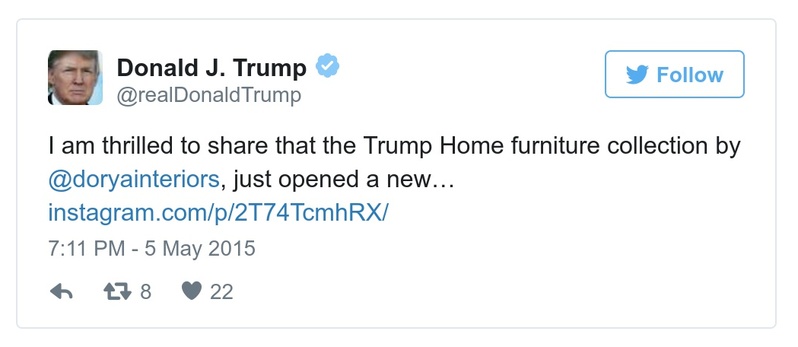 Donald J. Trump
@realDonaldTrump
Follow
I am thrilled to share that the Trump Home furniture collection by
@doryainteriors, just opened a new…
instagram.com/p/2T74TcmhRX/
7:11 PM - 5 May 2015
8 22